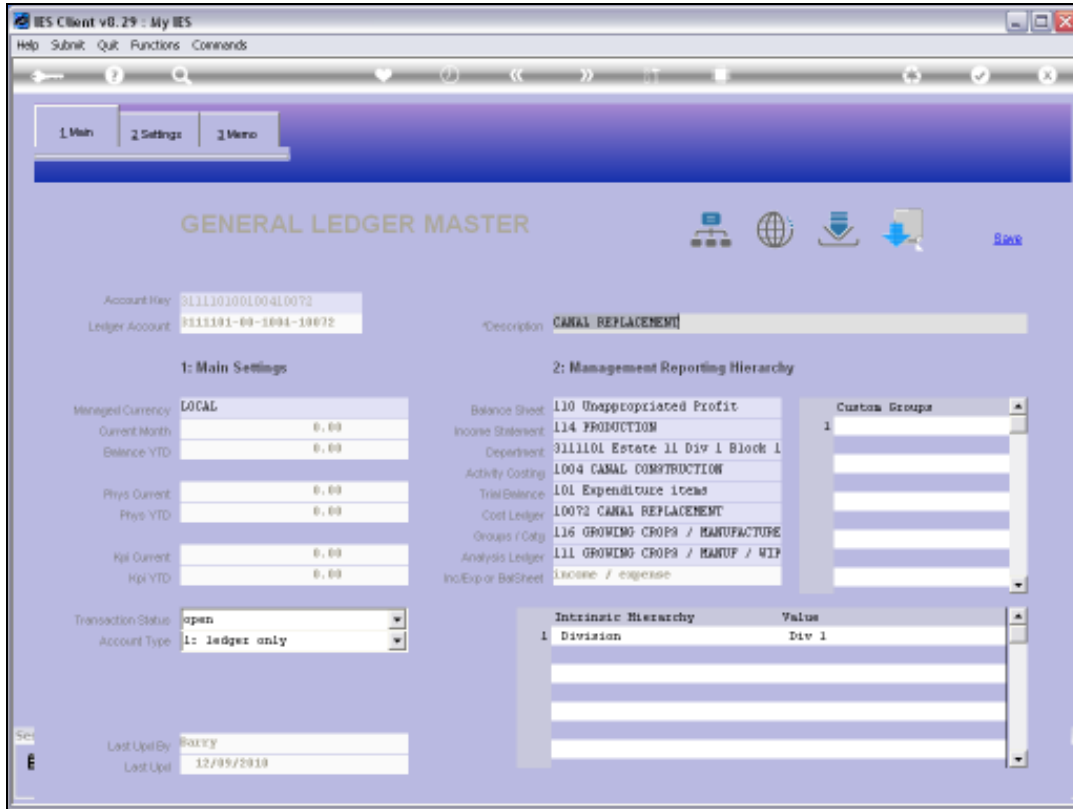 IES Client v8.29 : My IES
Help Submit Quit Functions Commands
1 Main 2 Settings 3 Memo
GENERAL LEDGER MASTER
Save
Account Key 311110100100410072
Ledger Account 3111101-00-1004-10072
*Description CANAL REPLACEMENT
1: Main Settings
2: Management Reporting Hierarchy
Managed Currency LOCAL
Current Month 0.00
Balance YTD 0.00
Phys Current 0.00
Phys YTD 0.00
Kpi Current 0.00
Kpi YTD 0.00
Transaction Status open
Account Type 1: ledger only
Balance Sheet 110 Unappropriated Profit
Income Statement 114 PRODUCTION
Department 3111101 Estate 11 Div 1 Block 1
Activity Costing 1004 CANAL CONSTRUCTION
Trial Balance 101 Expenditure items
Cost Ledger 10072 CANAL REPLACEMENT
Groups / Catg 116 GROWING CROPS / MANUFACTURE
Analysis Ledger 111 GROWING CROPS / MANUF / WIP
Inc/Exp or BalSheet income / expense
Custom Groups
1
Intrinsic Hierarchy Value
1 Division Div 1
Last Upd By Barry
Last Upd 12/09/2010